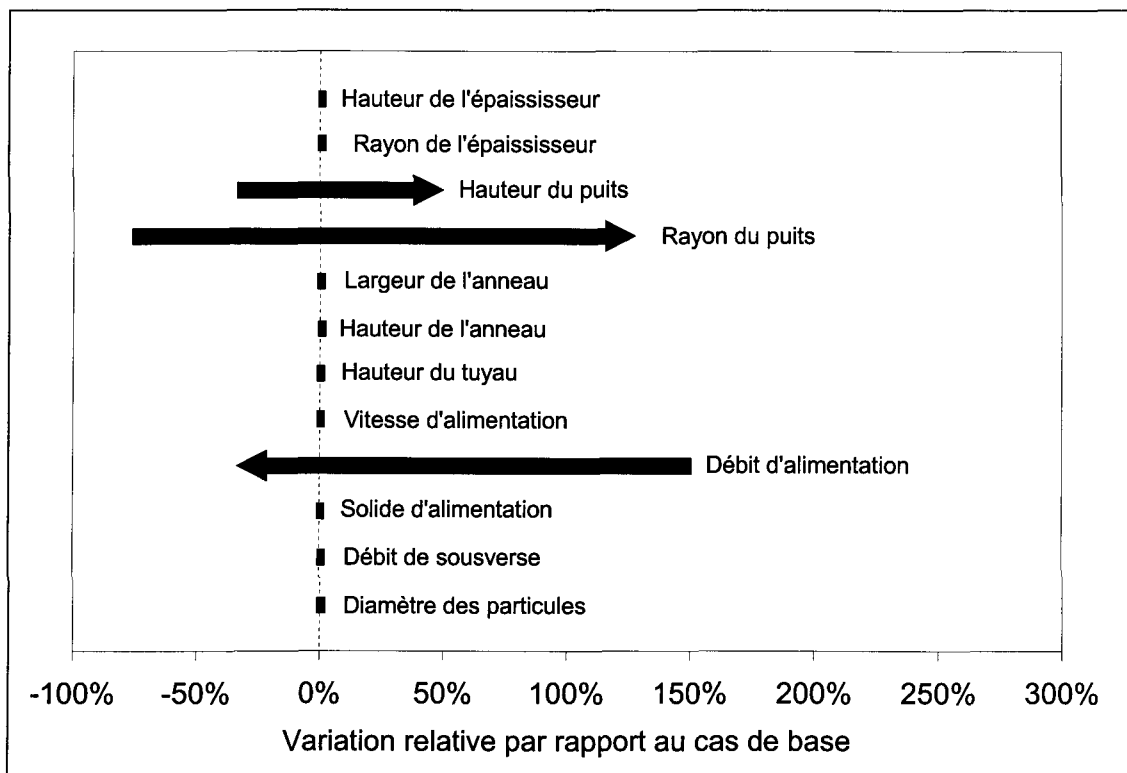 Hauteur de l'épaississeur
Rayon de l'épaississeur
Hauteur du puits
Rayon du puits
Largeur de l'anneau
Hauteur de l'anneau
Hauteur du tuyau
Vitesse d'alimentation
Débit d'alimentation
Solide d'alimentation
Débit de sousverse
Diamètre des particules
-100% -50% 0% 50% 100% 150% 200% 250% 300%
Variation relative par rapport au cas de base